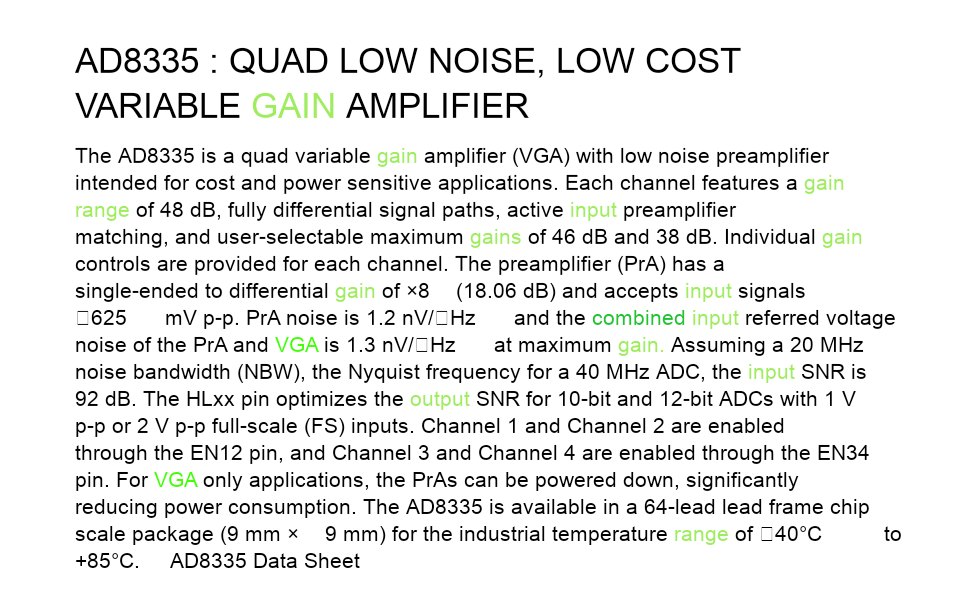 AD8335 : QUAD LOW NOISE, LOW COST
VARIABLE GAIN AMPLIFIER
The AD8335 is a quad variable gain amplifier (VGA) with low noise preamplifier
intended for cost and power sensitive applications. Each channel features a gain
range of 48 dB, fully differential signal paths, active input preamplifier
matching, and user-selectable maximum gains of 46 dB and 38 dB. Individual gain
controls are provided for each channel. The preamplifier (PrA) has a
single-ended to differential gain of ×8 (18.06 dB) and accepts input signals
□625 mV p-p. PrA noise is 1.2 nV/□Hz and the combined input referred voltage
noise of the PrA and VGA is 1.3 nV/□Hz at maximum gain. Assuming a 20 MHz
noise bandwidth (NBW), the Nyquist frequency for a 40 MHz ADC, the input SNR is
92 dB. The HLxx pin optimizes the output SNR for 10-bit and 12-bit ADCs with 1 V
p-p or 2 V p-p full-scale (FS) inputs. Channel 1 and Channel 2 are enabled
through the EN12 pin, and Channel 3 and Channel 4 are enabled through the EN34
pin. For VGA only applications, the PrAs can be powered down, significantly
reducing power consumption. The AD8335 is available in a 64-lead lead frame chip
scale package (9 mm × 9 mm) for the industrial temperature range of □40°C to
+85°C. AD8335 Data Sheet